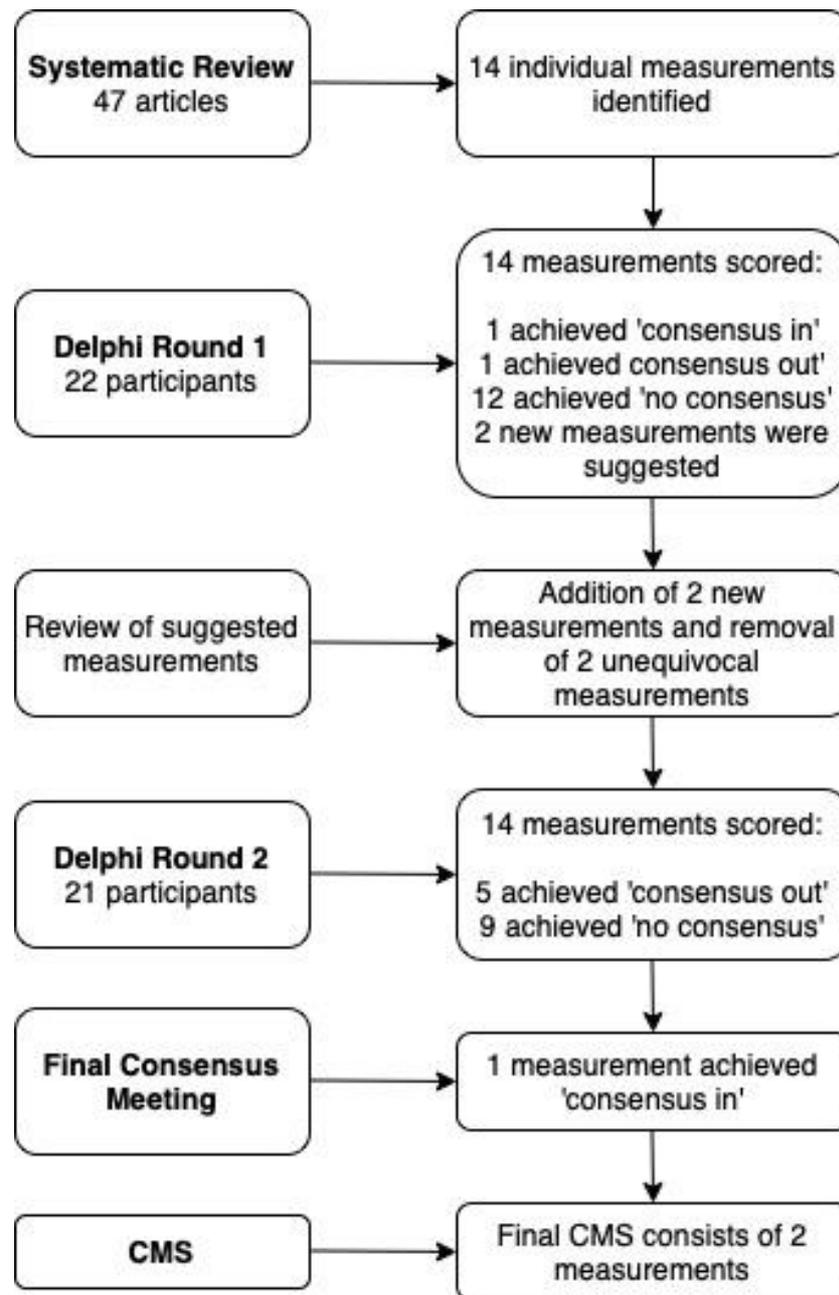 Systematic Review
47 articles
14 individual measurements
identified
Delphi Round 1
22 participants
14 measurements scored:
1 achieved 'consensus in'
1 achieved consensus out'
12 achieved 'no consensus'
2 new measurements were
suggested
Review of suggested
measurements
Addition of 2 new
measurements and removal
of 2 unequivocal
measurements
Delphi Round 2
21 participants
14 measurements scored:
5 achieved 'consensus out'
9 achieved 'no consensus'
Final Consensus
Meeting
1 measurement achieved
'consensus in'
CMS
Final CMS consists of 2
measurements